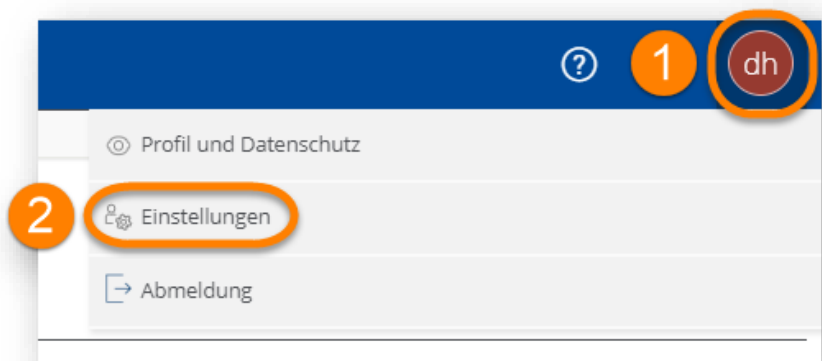 ? 1 dh
Profil und Datenschutz
2 Einstellungen
Abmeldung